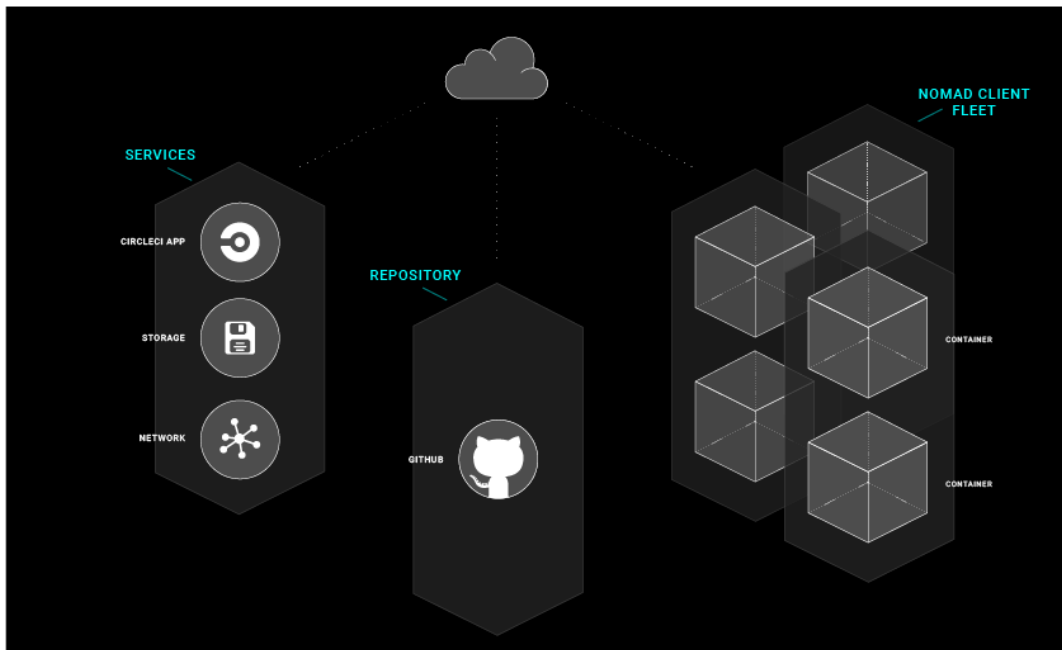 NOMAD CLIENT
FLEET
SERVICES
CIRCLECI APP
STORAGE
NETWORK
REPOSITORY
GITHUB
CONTAINER
CONTAINER